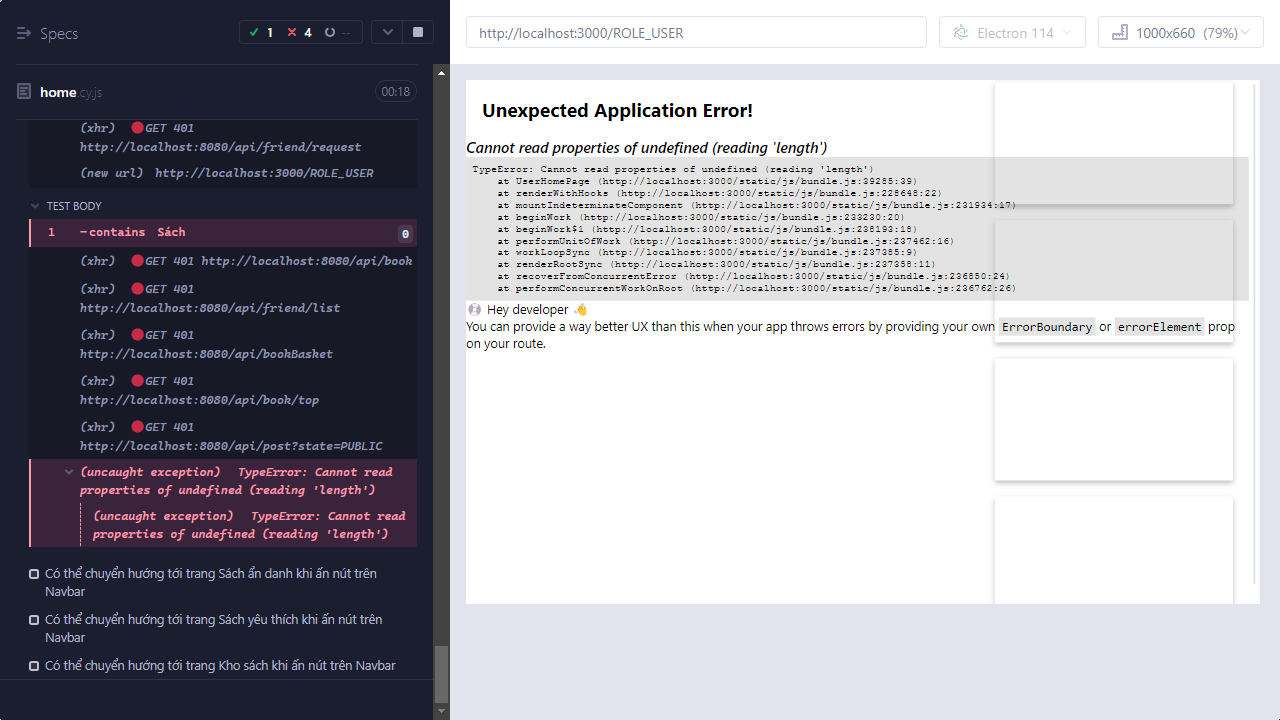 Specs
1 4 --
http://localhost:3000/ROLE_USER
Electron 114
1000x660 (79%)
home.cy.js
00:18
(xhr) GET 401
http://localhost:8080/api/friend/request
(new url) http://localhost:3000/ROLE_USER
TEST BODY
1 -contains Sách 0
(xhr) GET 401 http://localhost:8080/api/book
(xhr) GET 401
http://localhost:8080/api/friend/list
(xhr) GET 401
http://localhost:8080/api/bookBasket
(xhr) GET 401
http://localhost:8080/api/book/top
(xhr) GET 401
http://localhost:8080/api/post?state=PUBLIC
(uncaught exception) TypeError: Cannot read
properties of undefined (reading 'length')
(uncaught exception) TypeError: Cannot read
properties of undefined (reading 'length')
Có thể chuyển hướng tới trang Sách ẩn danh khi ấn nút trên
Navbar
Có thể chuyển hướng tới trang Sách yêu thích khi ấn nút trên
Navbar
Có thể chuyển hướng tới trang Kho sách khi ấn nút trên Navbar
Unexpected Application Error!
Cannot read properties of undefined (reading 'length')
TypeError: Cannot read properties of undefined (reading 'length')
at UserHomePage (http://localhost:3000/static/js/bundle.js:39285:39)
at renderWithHooks (http://localhost:3000/static/js/bundle.js:228648:22)
at mountIndeterminateComponent (http://localhost:3000/static/js/bundle.js:231934:17)
at beginWork (http://localhost:3000/static/js/bundle.js:233230:20)
at beginWork$1 (http://localhost:3000/static/js/bundle.js:238193:18)
at performUnitOfWork (http://localhost:3000/static/js/bundle.js:237462:16)
at workLoopSync (http://localhost:3000/static/js/bundle.js:237385:9)
at renderRootSync (http://localhost:3000/static/js/bundle.js:237358:11)
at recoverFromConcurrentError (http://localhost:3000/static/js/bundle.js:236850:24)
at performConcurrentWorkOnRoot (http://localhost:3000/static/js/bundle.js:236762:26)
💿 Hey developer 👋
You can provide a way better UX than this when your app throws errors by providing your own ErrorBoundary or errorElement prop
on your route.